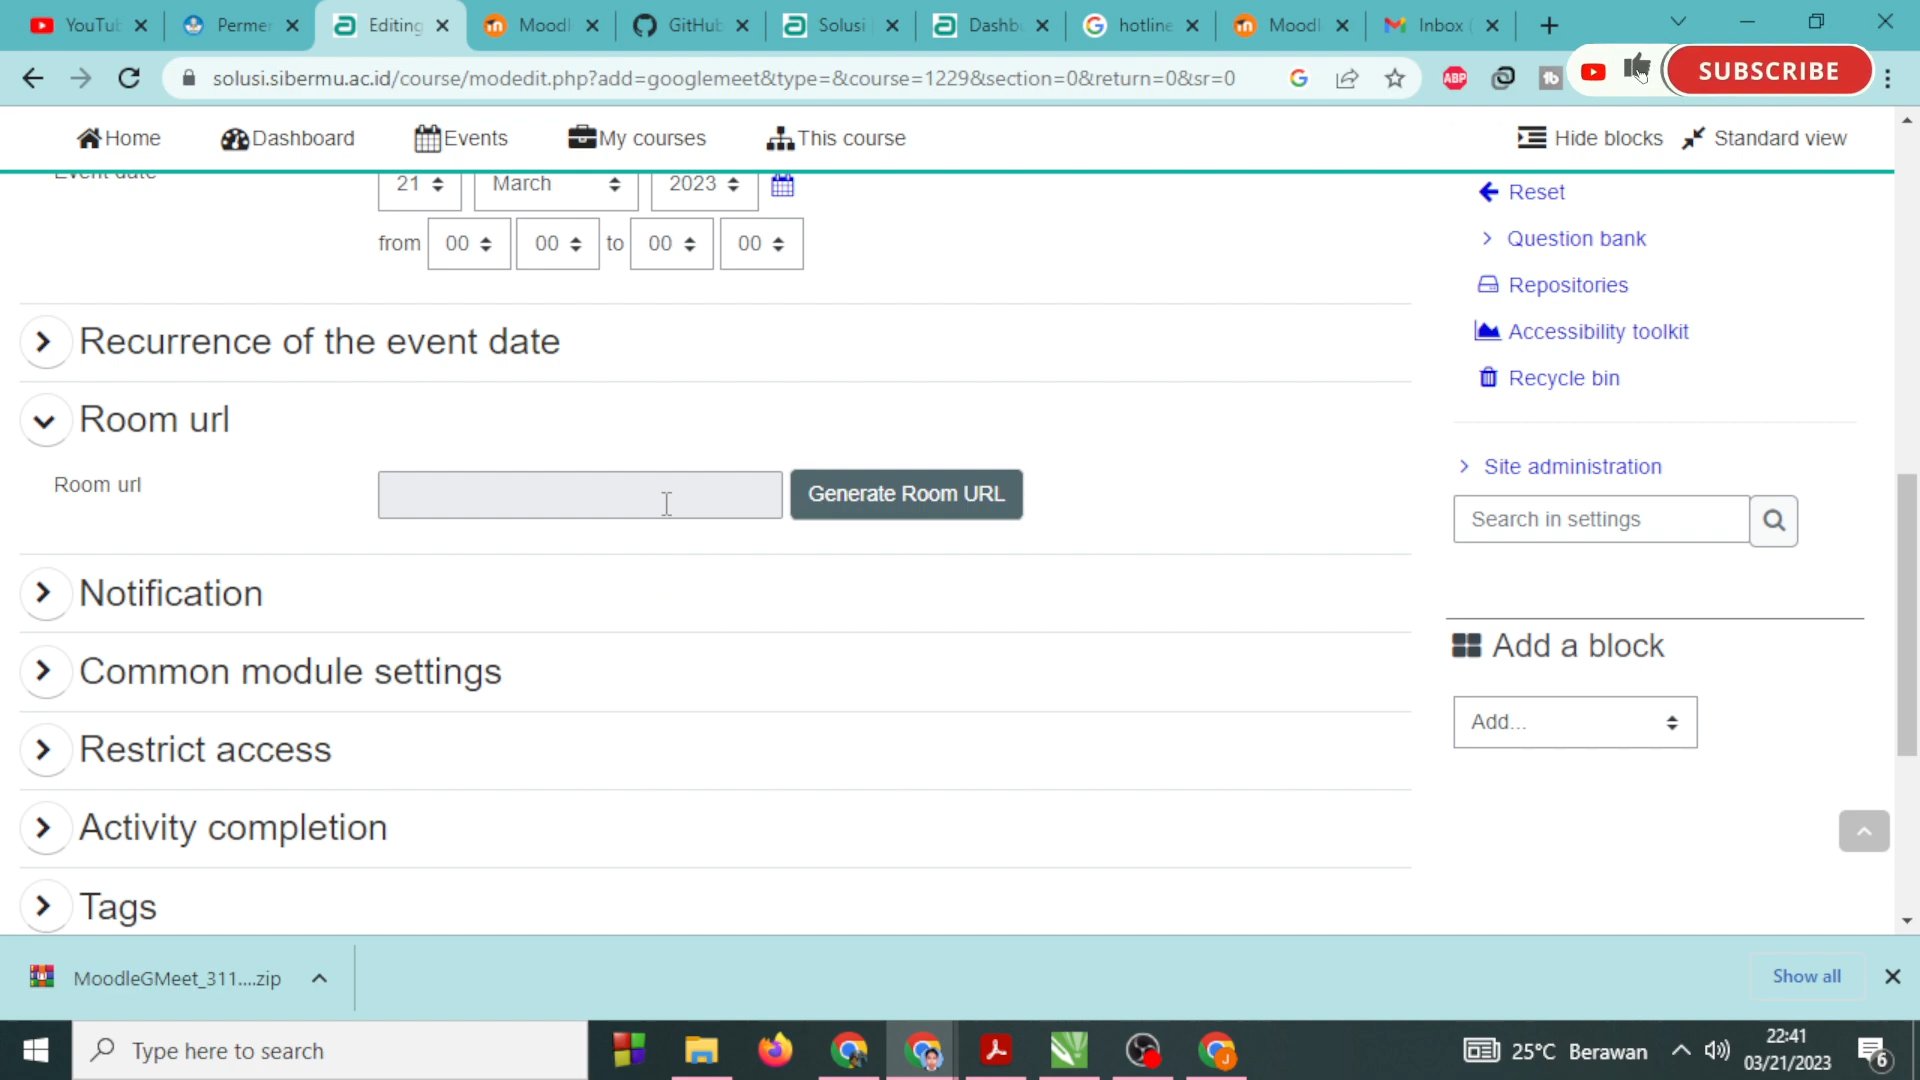 YouTub
Permen
Editing
Moodl
GitHub
Solusi
Dashbo
hotline
Moodl
Inbox (
solusi.sibermu.ac.id/course/modedit.php?add=googlemeet&type=&course=1229&section=0&return=0&sr=0
ABP
SUBSCRIBE
Home
Dashboard
Events
My courses
This course
Hide blocks
Standard view
Event date
21
March
2023
from
00
00
to
00
00
Recurrence of the event date
Room url
Room url
Generate Room URL
Notification
Common module settings
Restrict access
Activity completion
Tags
Reset
Question bank
Repositories
Accessibility toolkit
Recycle bin
Site administration
Search in settings
Add a block
Add...
MoodleGMeet_311....zip
Show all
Type here to search
25°C Berawan
22:41
03/21/2023
6